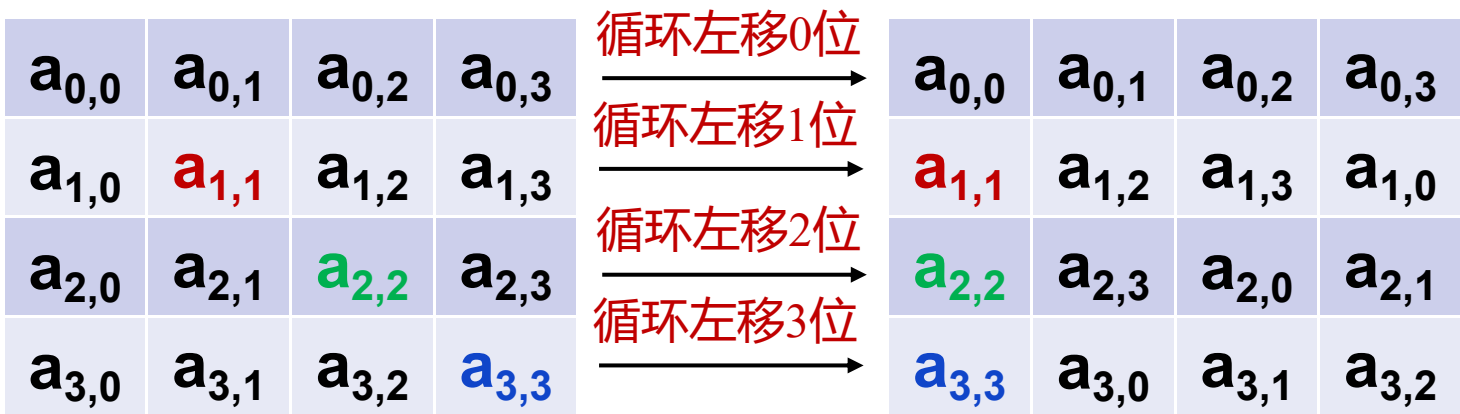 a0,0 a0,1 a0,2 a0,3 循环左移0位 a0,0 a0,1 a0,2 a0,3
a1,0 a1,1 a1,2 a1,3 循环左移1位 a1,1 a1,2 a1,3 a1,0
a2,0 a2,1 a2,2 a2,3 循环左移2位 a2,2 a2,3 a2,0 a2,1
a3,0 a3,1 a3,2 a3,3 循环左移3位 a3,3 a3,0 a3,1 a3,2